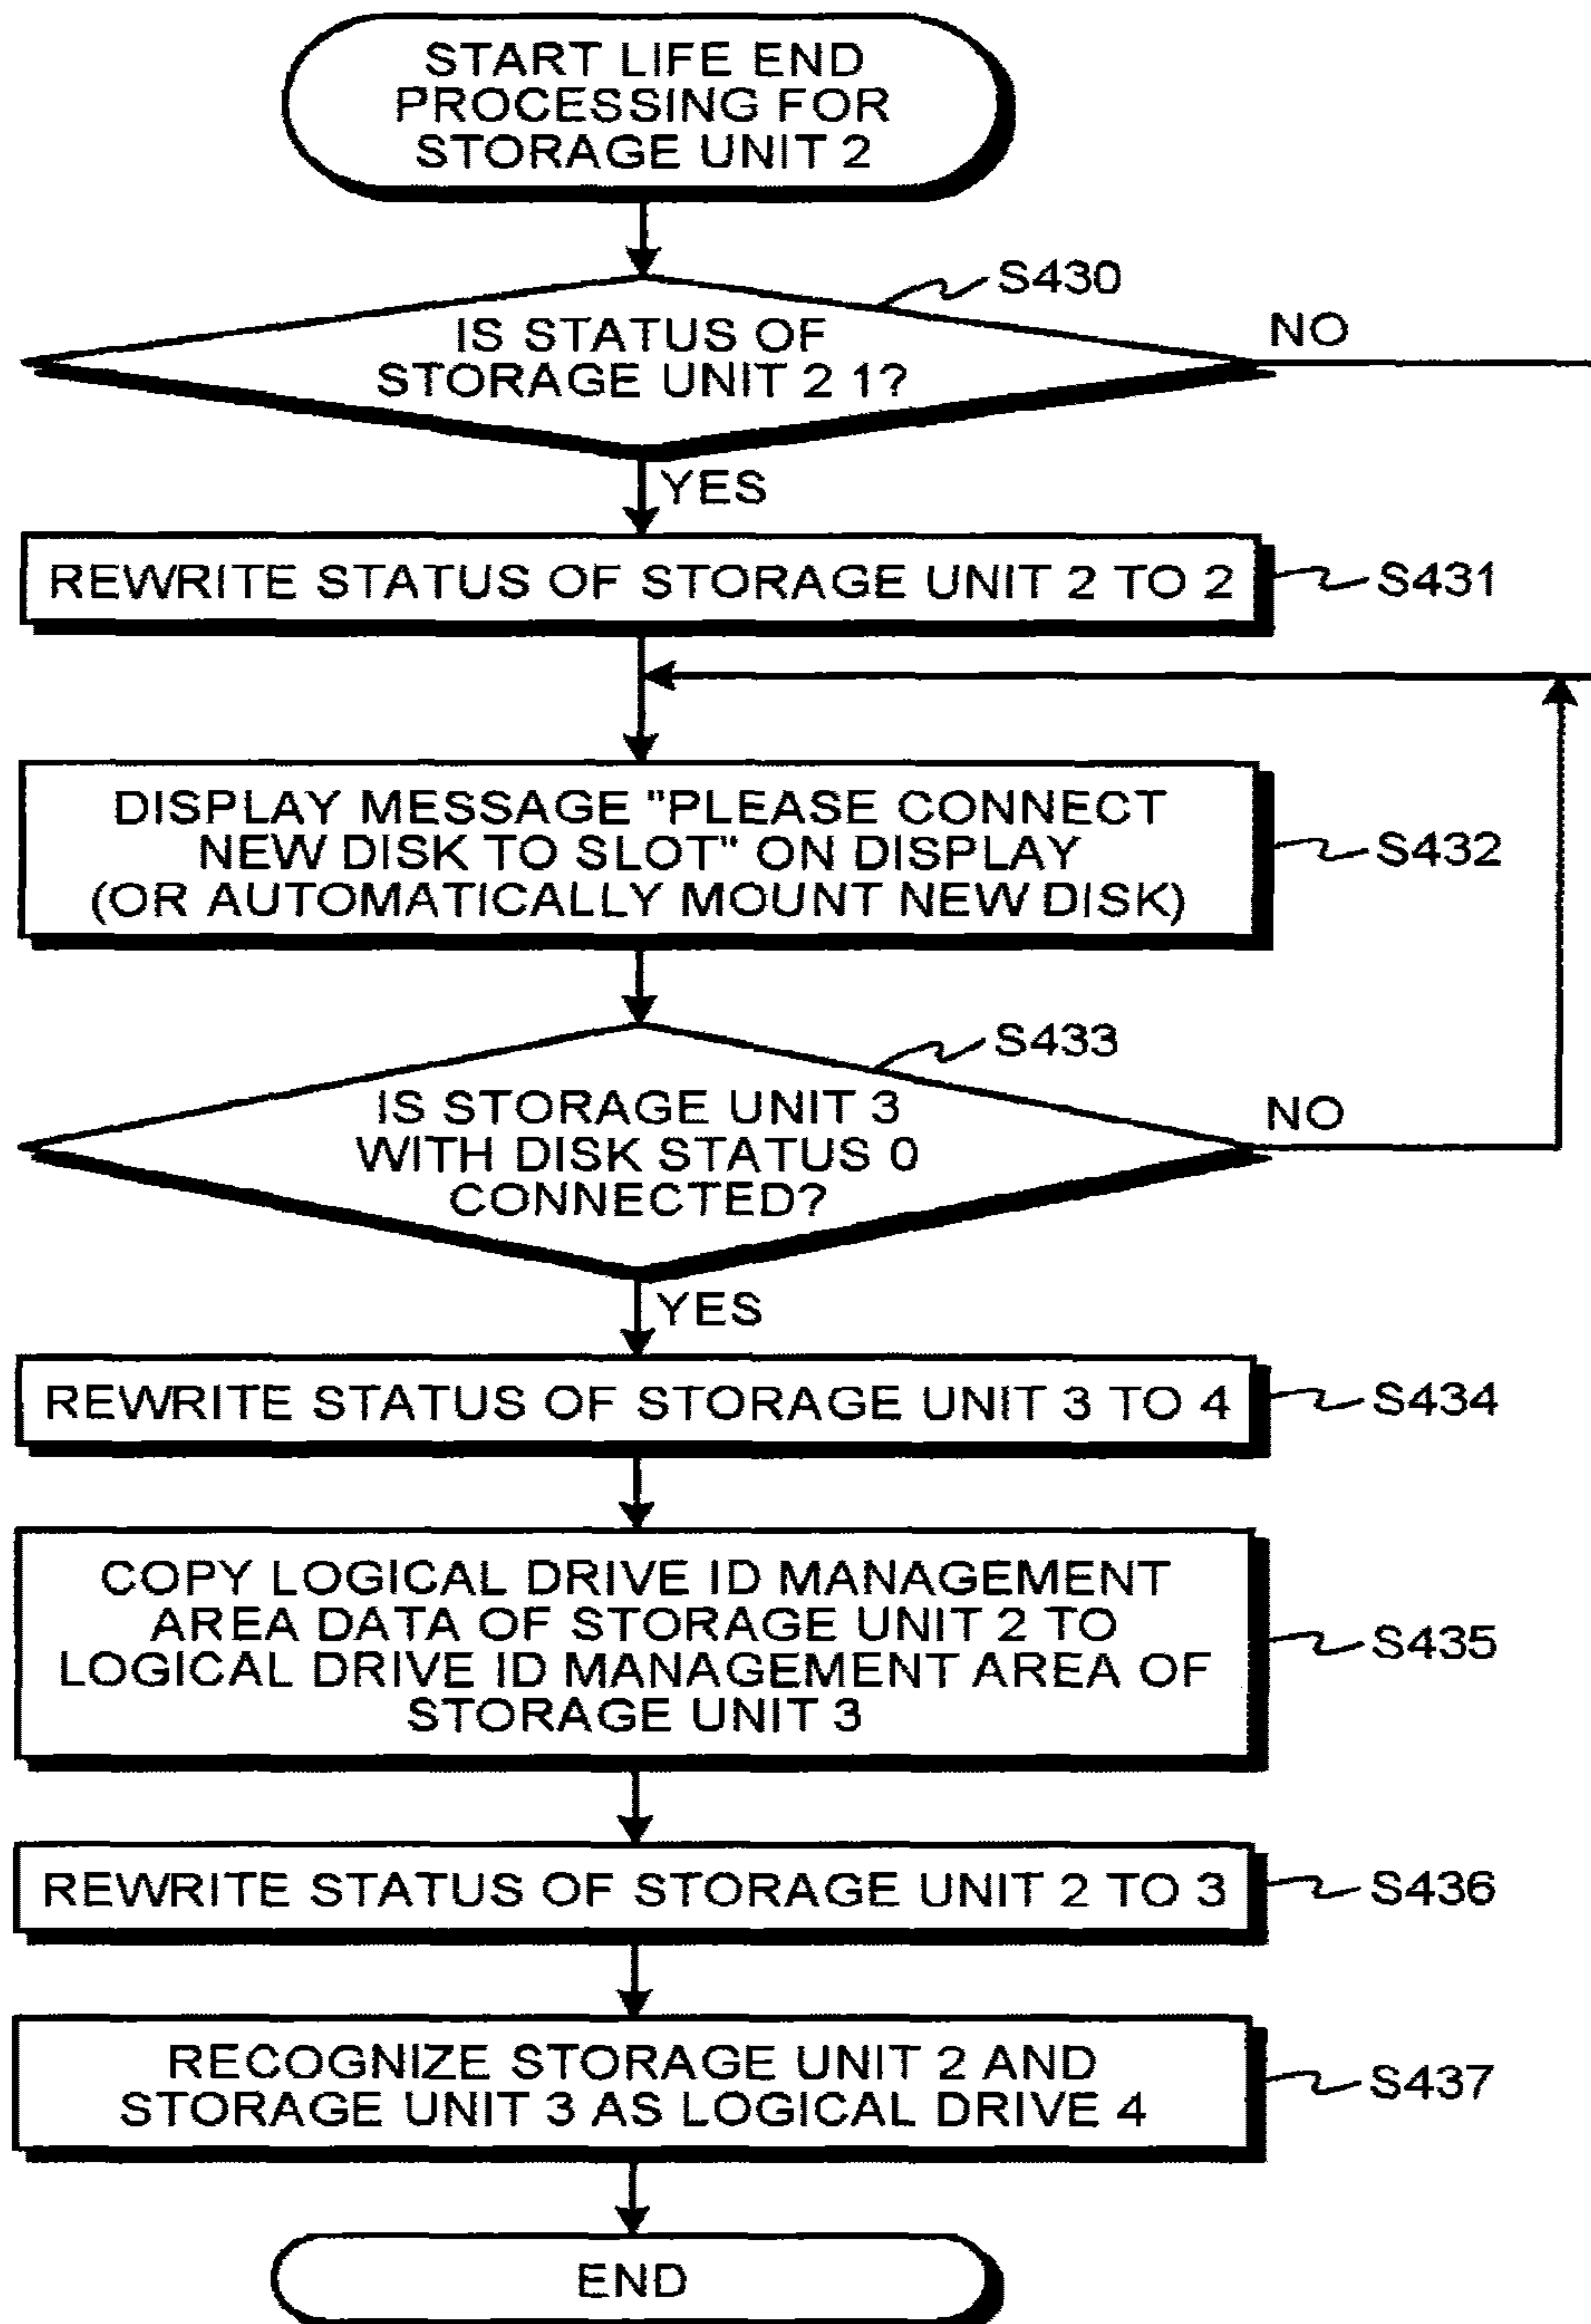 START LIFE END
PROCESSING FOR
STORAGE UNIT 2
S430
IS STATUS OF
STORAGE UNIT 2 1?
NO
YES
REWRITE STATUS OF STORAGE UNIT 2 TO 2
S431
DISPLAY MESSAGE "PLEASE CONNECT
NEW DISK TO SLOT" ON DISPLAY
(OR AUTOMATICALLY MOUNT NEW DISK)
S432
S433
IS STORAGE UNIT 3
WITH DISK STATUS 0
CONNECTED?
NO
YES
REWRITE STATUS OF STORAGE UNIT 3 TO 4
S434
COPY LOGICAL DRIVE ID MANAGEMENT
AREA DATA OF STORAGE UNIT 2 TO
LOGICAL DRIVE ID MANAGEMENT AREA OF
STORAGE UNIT 3
S435
REWRITE STATUS OF STORAGE UNIT 2 TO 3
S436
RECOGNIZE STORAGE UNIT 2 AND
STORAGE UNIT 3 AS LOGICAL DRIVE 4
S437
END